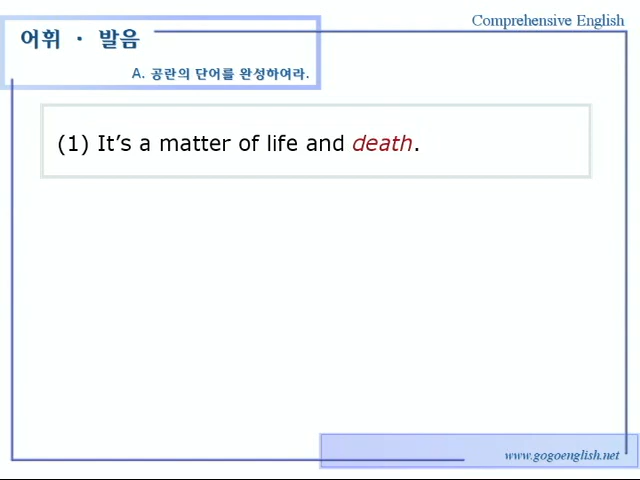 Comprehensive English
어휘 · 발음
A. 공란의 단어를 완성하여라.
(1) It’s a matter of life and death.
www.gogoenglish.net